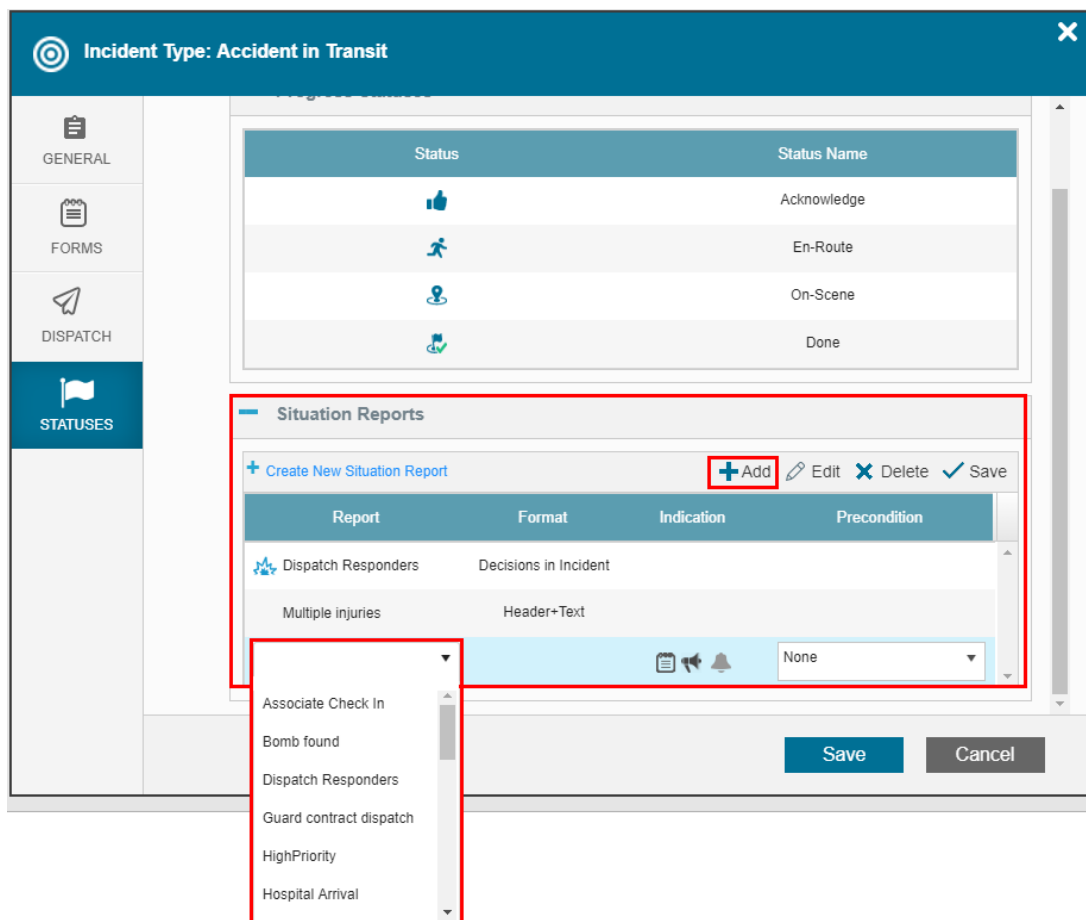 Incident Type: Accident in Transit
GENERAL
FORMS
DISPATCH
STATUSES
Progress Statuses
Status Status Name
Acknowledge
En-Route
On-Scene
Done
Situation Reports
Create New Situation Report Add Edit Delete Save
Report Format Indication Precondition
Dispatch Responders Decisions in Incident
Multiple injuries Header+Text
None
Associate Check In
Bomb found
Dispatch Responders
Guard contract dispatch
HighPriority
Hospital Arrival
Save Cancel